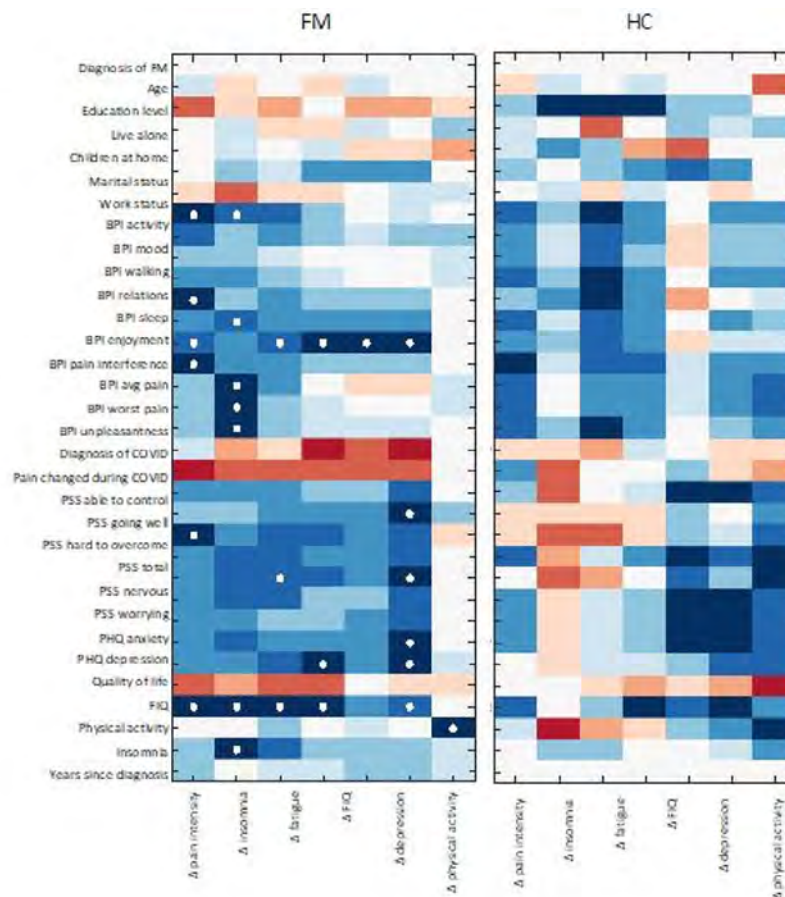 FM
HC
Diagnosis of FM
Age
Education level
Live alone
Children at home
Marital status
Work status
BPI activity
BPI mood
BPI walking
BPI relations
BPI sleep
BPI enjoyment
BPI pain interference
BPI avg pain
BPI worst pain
BPI unpleasantness
Diagnosis of COVID
Pain changed during COVID
PSS able to control
PSS going well
PSS hard to overcome
PSS total
PSS nervous
PSS worrying
PHQ anxiety
PHQ depression
Quality of life
FIQ
Physical activity
Insomnia
Years since diagnosis
Δ pain intensity
Δ insomnia
Δ fatigue
Δ FIQ
Δ depression
Δ physical activity
Δ pain intensity
Δ insomnia
Δ fatigue
Δ FIQ
Δ depression
Δ physical activity